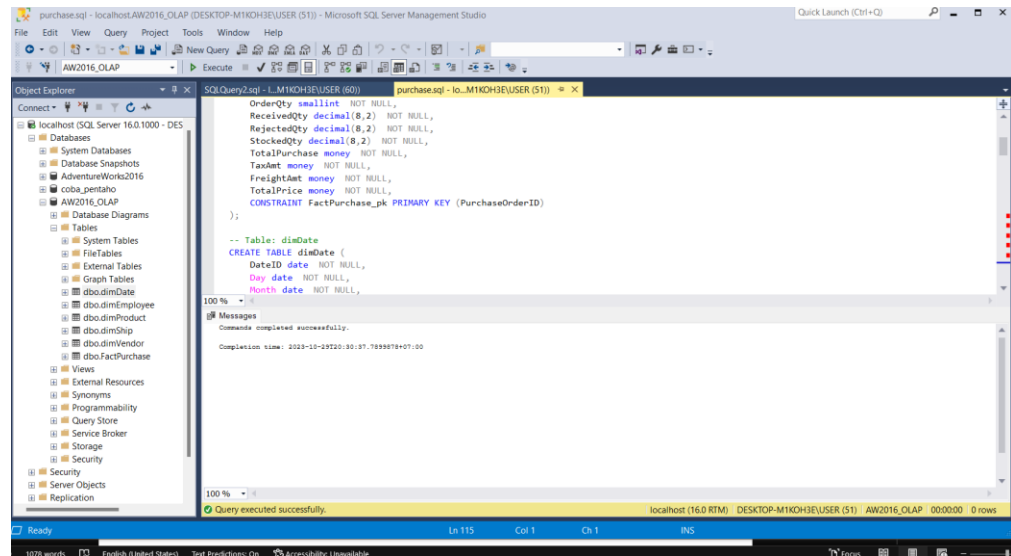 purchase.sql - localhost.AW2016_OLAP (DESKTOP-M1KOH3E\USER (51)) - Microsoft SQL Server Management Studio
Quick Launch (Ctrl+Q)
File Edit View Query Project Tools Window Help
New Query
AW2016_OLAP
Execute
Object Explorer
Connect
localhost (SQL Server 16.0.1000 - DES
Databases
System Databases
Database Snapshots
AdventureWorks2016
coba_pentaho
AW2016_OLAP
Database Diagrams
Tables
System Tables
FileTables
External Tables
Graph Tables
dbo.dimDate
dbo.dimEmployee
dbo.dimProduct
dbo.dimShip
dbo.dimVendor
dbo.FactPurchase
Views
External Resources
Synonyms
Programmability
Query Store
Service Broker
Storage
Security
Security
Server Objects
Replication
SQLQuery2.sql - l...M1KOH3E\USER (60))
purchase.sql - lo...M1KOH3E\USER (51))
OrderQty smallint NOT NULL,
ReceivedQty decimal(8,2) NOT NULL,
RejectedQty decimal(8,2) NOT NULL,
StockedQty decimal(8,2) NOT NULL,
TotalPurchase money NOT NULL,
TaxAmt money NOT NULL,
FreightAmt money NOT NULL,
TotalPrice money NOT NULL,
CONSTRAINT FactPurchase_pk PRIMARY KEY (PurchaseOrderID)
);
-- Table: dimDate
CREATE TABLE dimDate (
DateID date NOT NULL,
Day date NOT NULL,
Month date NOT NULL,
100 %
Messages
Commands completed successfully.
Completion time: 2023-10-29T20:30:37.7899878+07:00
100 %
Query executed successfully.
localhost (16.0 RTM) DESKTOP-M1KOH3E\USER (51) AW2016_OLAP 00:00:00 0 rows
Ready
Ln 115 Col 1 Ch 1 INS
1078 words English (United States) Text Predictions: On Accessibility: Unavailable Focus